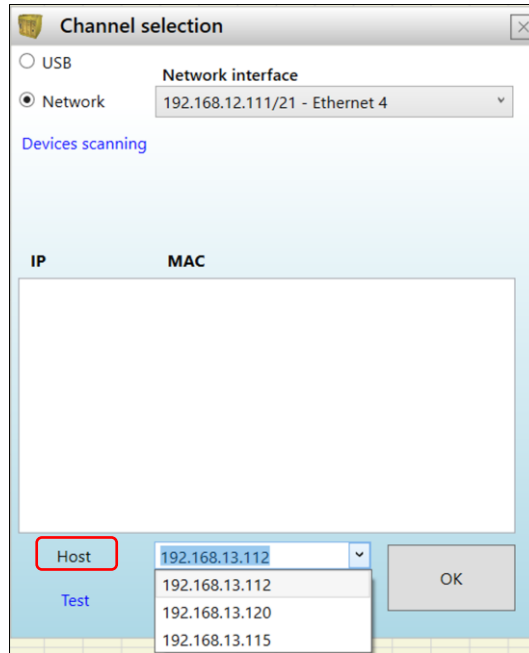 Channel selection
USB
Network interface
Network
192.168.12.111/21 - Ethernet 4
Devices scanning
IP MAC
Host
192.168.13.112
OK
192.168.13.112
Test
192.168.13.120
192.168.13.115